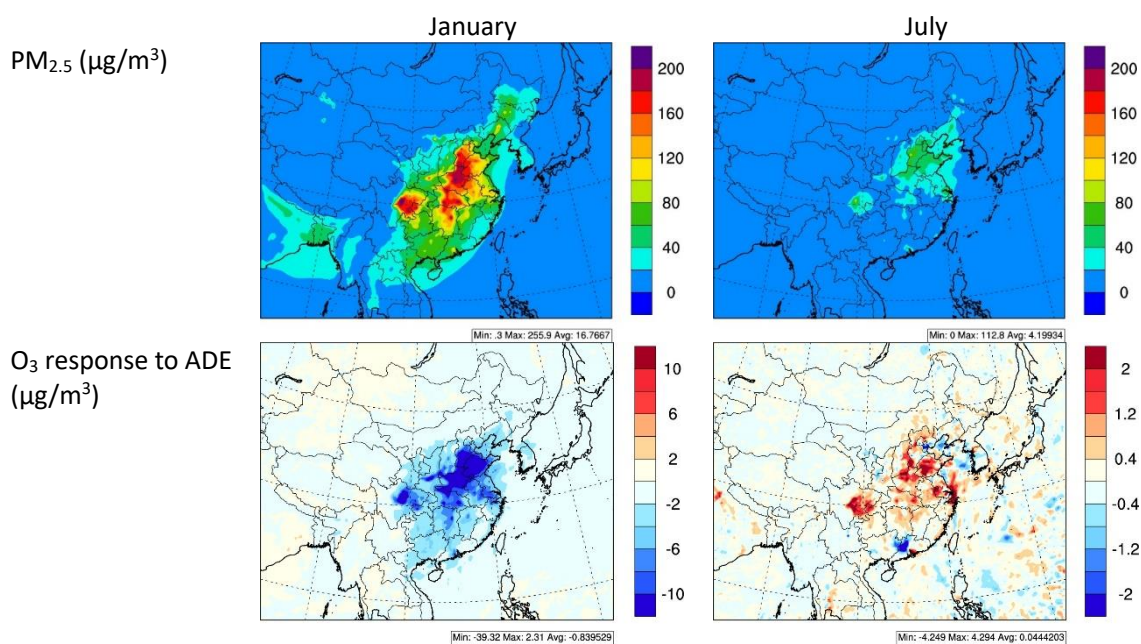 January
July
PM2.5 (µg/m3)
200
160
120
80
40
0
Min: .3 Max: 255.9 Avg: 16.7667
200
160
120
80
40
0
Min: 0 Max: 112.8 Avg: 4.19934
O3 response to ADE
(µg/m3)
10
6
2
-2
-6
-10
Min: -39.32 Max: 2.31 Avg: -0.839529
2
1.2
0.4
-0.4
-1.2
-2
Min: -4.249 Max: 4.294 Avg: 0.0444203